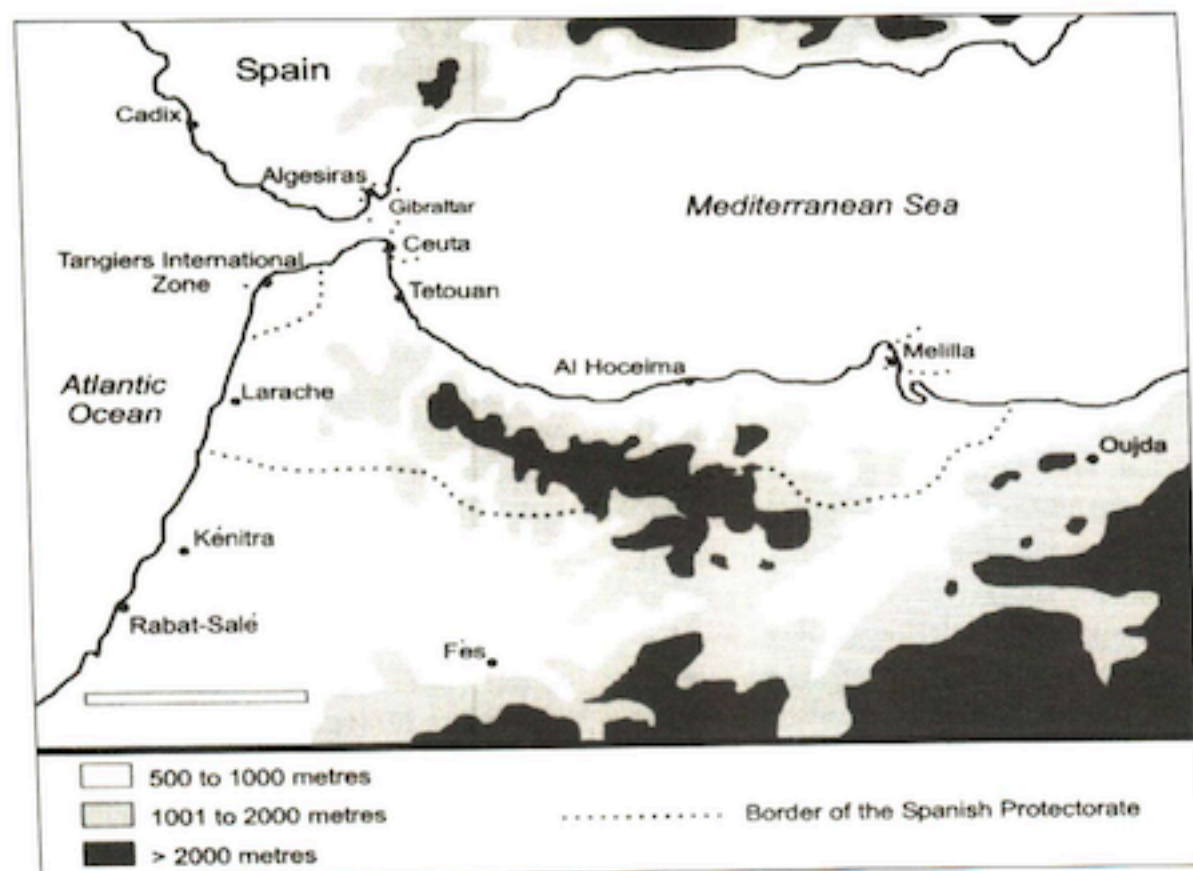 Spain
Cadix
Algesiras
Gibraltar
Mediterranean Sea
Ceuta
Tangiers International
Zone
Tetouan
Al Hoceima
Melilla
Atlantic
Ocean
Larache
Oujda
Kénitra
Rabat-Salé
Fès
500 to 1000 metres
1001 to 2000 metres
> 2000 metres
Border of the Spanish Protectorate